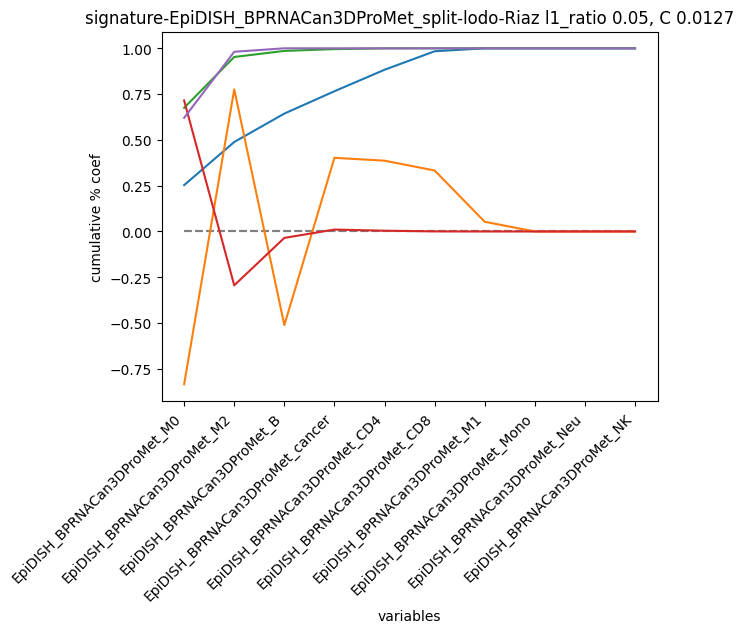 signature-EpiDISH_BPRNACan3DProMet_split-lodo-Riaz l1_ratio 0.05, C 0.0127
cumulative % coef
1.00
0.75
0.50
0.25
0.00
−0.25
−0.50
−0.75
EpiDISH_BPRNACan3DProMet_M0
EpiDISH_BPRNACan3DProMet_M2
EpiDISH_BPRNACan3DProMet_B
EpiDISH_BPRNACan3DProMet_cancer
EpiDISH_BPRNACan3DProMet_CD4
EpiDISH_BPRNACan3DProMet_CD8
EpiDISH_BPRNACan3DProMet_M1
EpiDISH_BPRNACan3DProMet_Mono
EpiDISH_BPRNACan3DProMet_Neu
EpiDISH_BPRNACan3DProMet_NK
variables